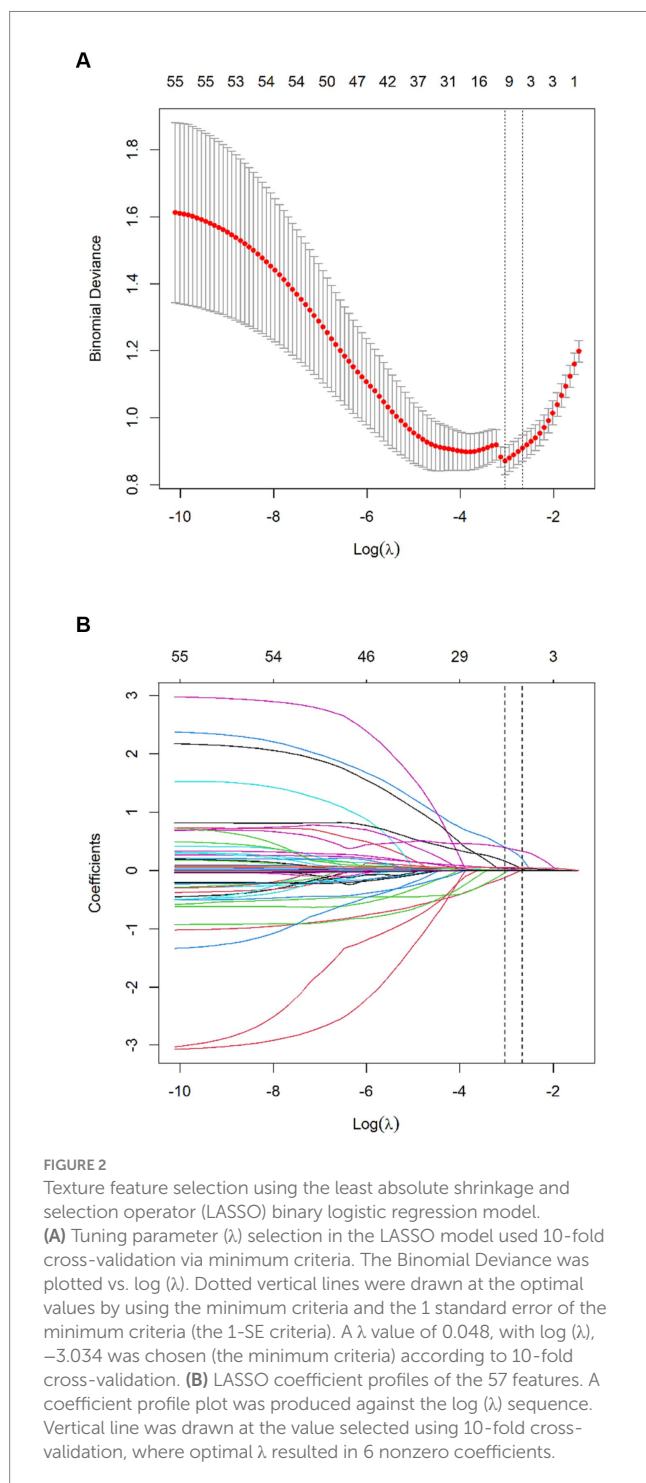 A
55 55 53 54 54 50 47 42 37 31 16 9 3 3 1
Binomial Deviance
1.8
1.6
1.4
1.2
1.0
0.8
-10 -8 -6 -4 -2
Log(λ)
B
55 54 46 29 3
Coefficients
3
2
1
0
-1
-2
-3
-10 -8 -6 -4 -2
Log(λ)
FIGURE 2
Texture feature selection using the least absolute shrinkage and
selection operator (LASSO) binary logistic regression model.
(A) Tuning parameter (λ) selection in the LASSO model used 10-fold
cross-validation via minimum criteria. The Binomial Deviance was
plotted vs. log (λ). Dotted vertical lines were drawn at the optimal
values by using the minimum criteria and the 1 standard error of the
minimum criteria (the 1-SE criteria). A λ value of 0.048, with log (λ),
−3.034 was chosen (the minimum criteria) according to 10-fold
cross-validation. (B) LASSO coefficient profiles of the 57 features. A
coefficient profile plot was produced against the log (λ) sequence.
Vertical line was drawn at the value selected using 10-fold cross-
validation, where optimal λ resulted in 6 nonzero coefficients.